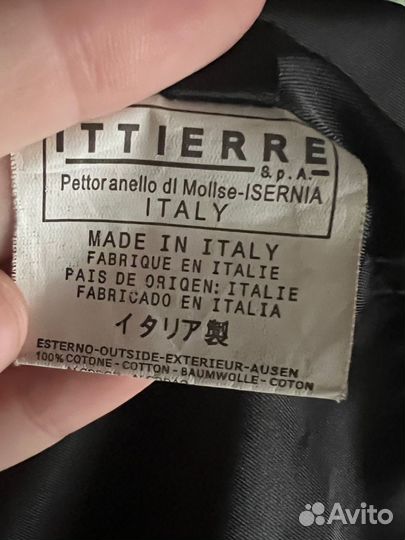 ITTIERRE
S.p.A.
Pettoranello di Molise-ISERNIA
ITALY
MADE IN ITALY
FABRIQUE EN ITALIE
PAIS DE ORIGEN: ITALIE
FABRICADO EN ITALIA
イタリア製
ESTERNO-OUTSIDE-EXTERIEUR-AUSEN
100% COTONE - COTTON - BAUMWOLLE - COTON
Avito